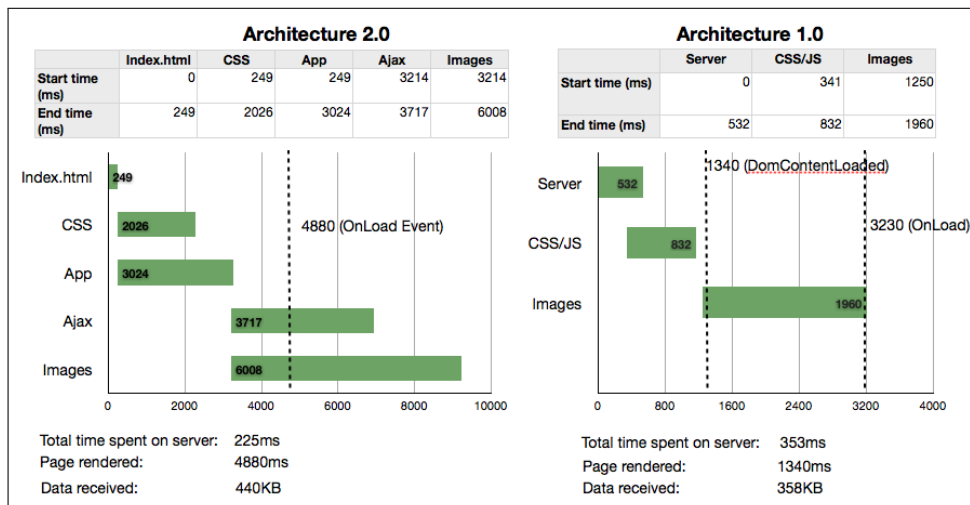 Architecture 2.0
Index.html CSS App Ajax Images
Start time (ms) 0 249 249 3214 3214
End time (ms) 249 2026 3024 3717 6008
Index.html 249
CSS 2026
4880 (OnLoad Event)
App 3024
Ajax 3717
Images 6008
0 2000 4000 6000 8000 10000
Total time spent on server: 225ms
Page rendered: 4880ms
Data received: 440KB
Architecture 1.0
Server CSS/JS Images
Start time (ms) 0 341 1250
End time (ms) 532 832 1960
1340 (DomContentLoaded)
Server 532
3230 (OnLoad)
CSS/JS 832
Images 1960
0 800 1600 2400 3200 4000
Total time spent on server: 353ms
Page rendered: 1340ms
Data received: 358KB